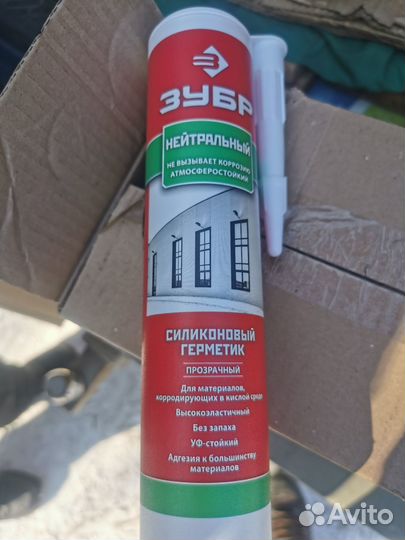 ЗУБР
НЕЙТРАЛЬНЫЙ
НЕ ВЫЗЫВАЕТ КОРРОЗИЮ
АТМОСФЕРОСТОЙКИЙ
СИЛИКОНОВЫЙ
ГЕРМЕТИК
ПРОЗРАЧНЫЙ
Для материалов,
корродирующих в кислой среде
Высокоэластичный
Без запаха
УФ-стойкий
Адгезия к большинству
материалов
Avito